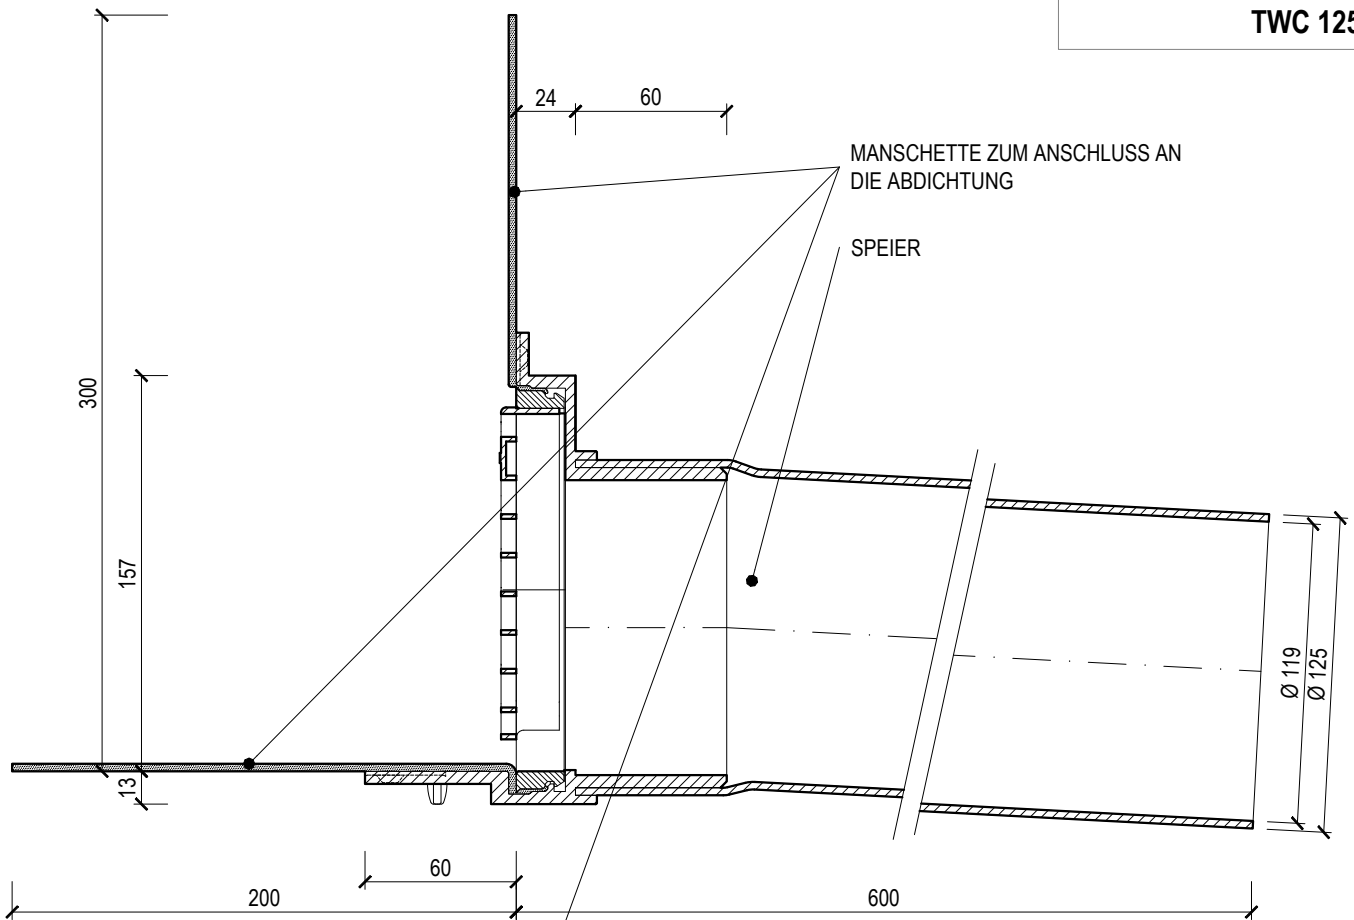 TWC 125
24
60
MANSCHETTE ZUM ANSCHLUSS AN
DIE ABDICHTUNG
SPEIER
300
157
13
Ø 119
Ø 125
60
200
600